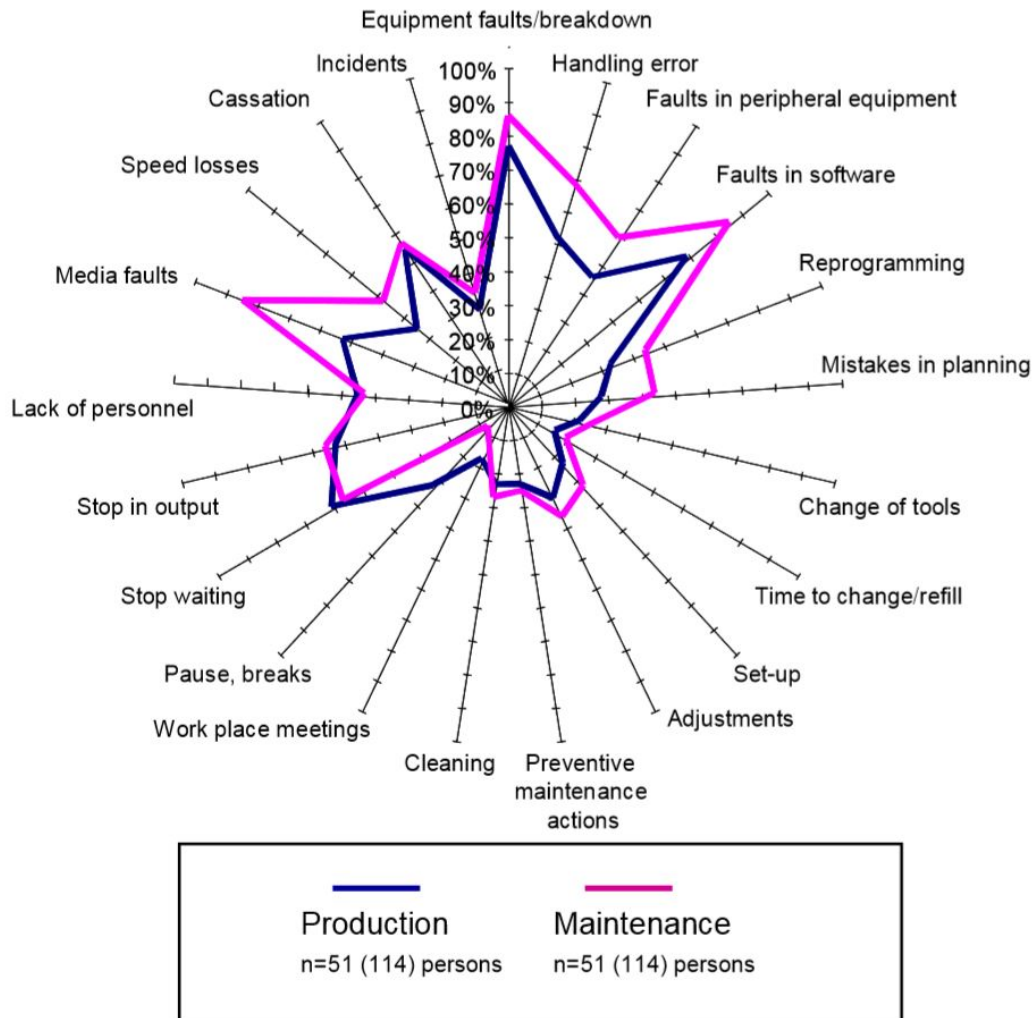 Equipment faults/breakdown
Incidents
Handling error
Cassation
Faults in peripheral equipment
Speed losses
Faults in software
Media faults
Reprogramming
Lack of personnel
Mistakes in planning
Stop in output
Change of tools
Stop waiting
Time to change/refill
Pause, breaks
Set-up
Work place meetings
Adjustments
Cleaning
Preventive
maintenance
actions
100%
90%
80%
70%
60%
50%
40%
30%
20%
10%
0%
Production
n=51 (114) persons
Maintenance
n=51 (114) persons